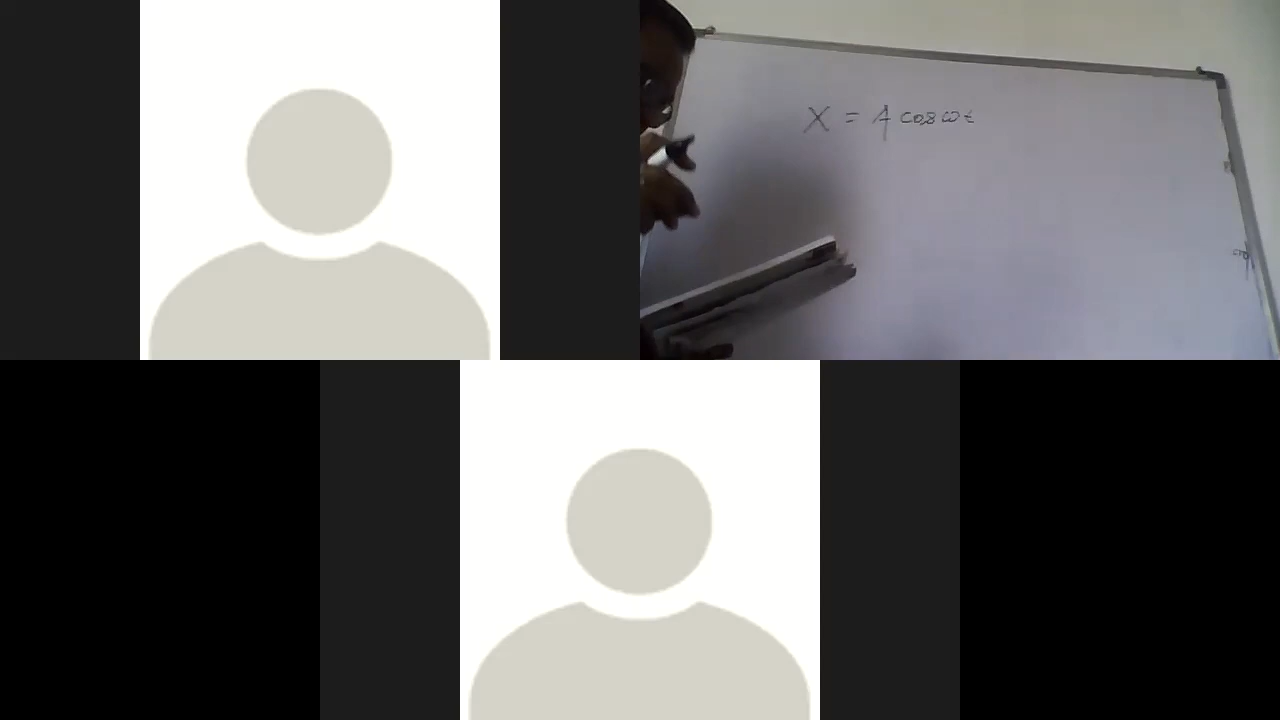 X = A cos ωt